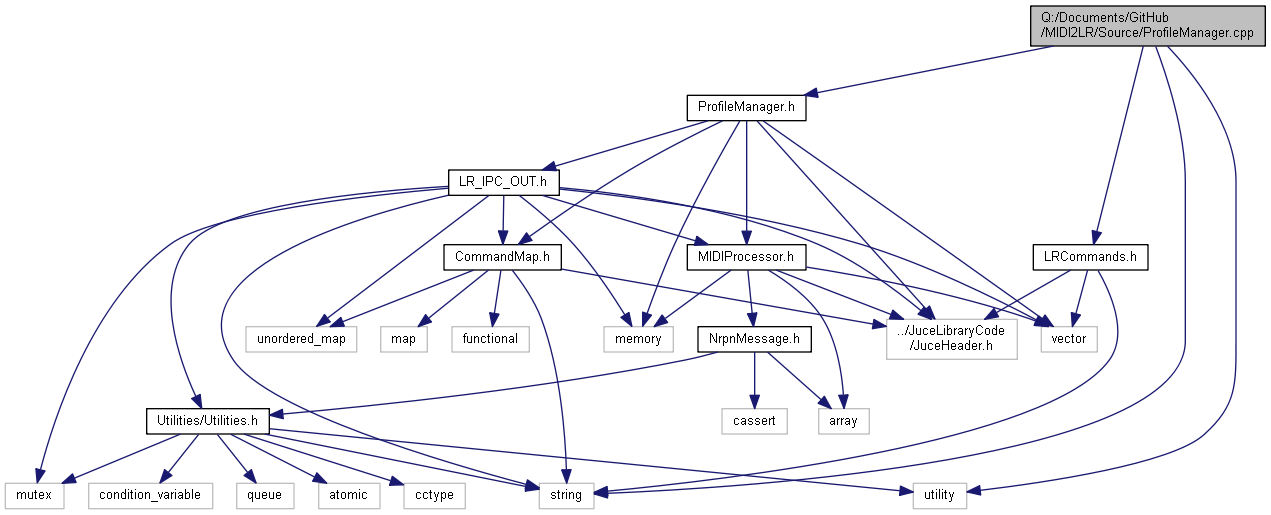 Q:/Documents/GitHub
/MIDI2LR/Source/ProfileManager.cpp
ProfileManager.h
LR_IPC_OUT.h
CommandMap.h
MIDIProcessor.h
LRCommands.h
unordered_map
map
functional
memory
NrpnMessage.h
../JuceLibraryCode
/JuceHeader.h
vector
Utilities/Utilities.h
cassert
array
mutex
condition_variable
queue
atomic
cctype
string
utility